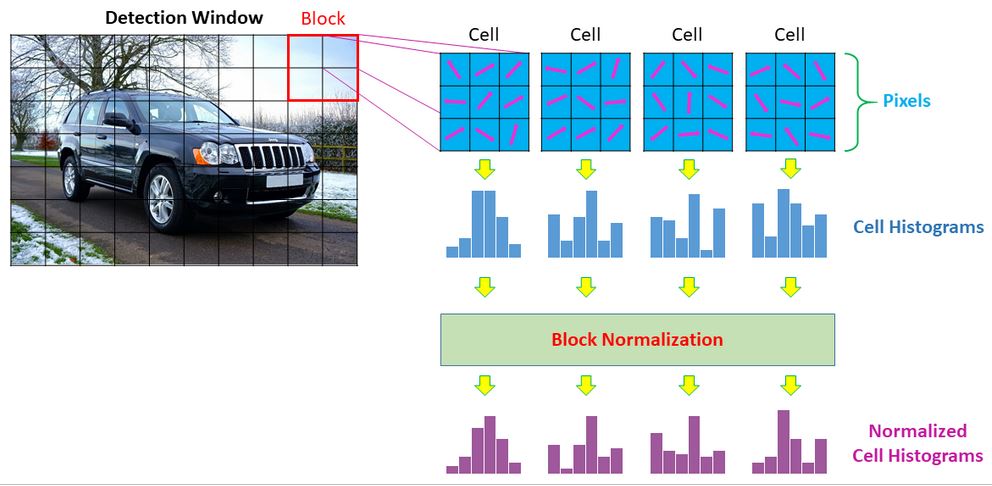 Detection Window
Block
Cell
Cell
Cell
Cell
Pixels
Cell Histograms
Block Normalization
Normalized
Cell Histograms